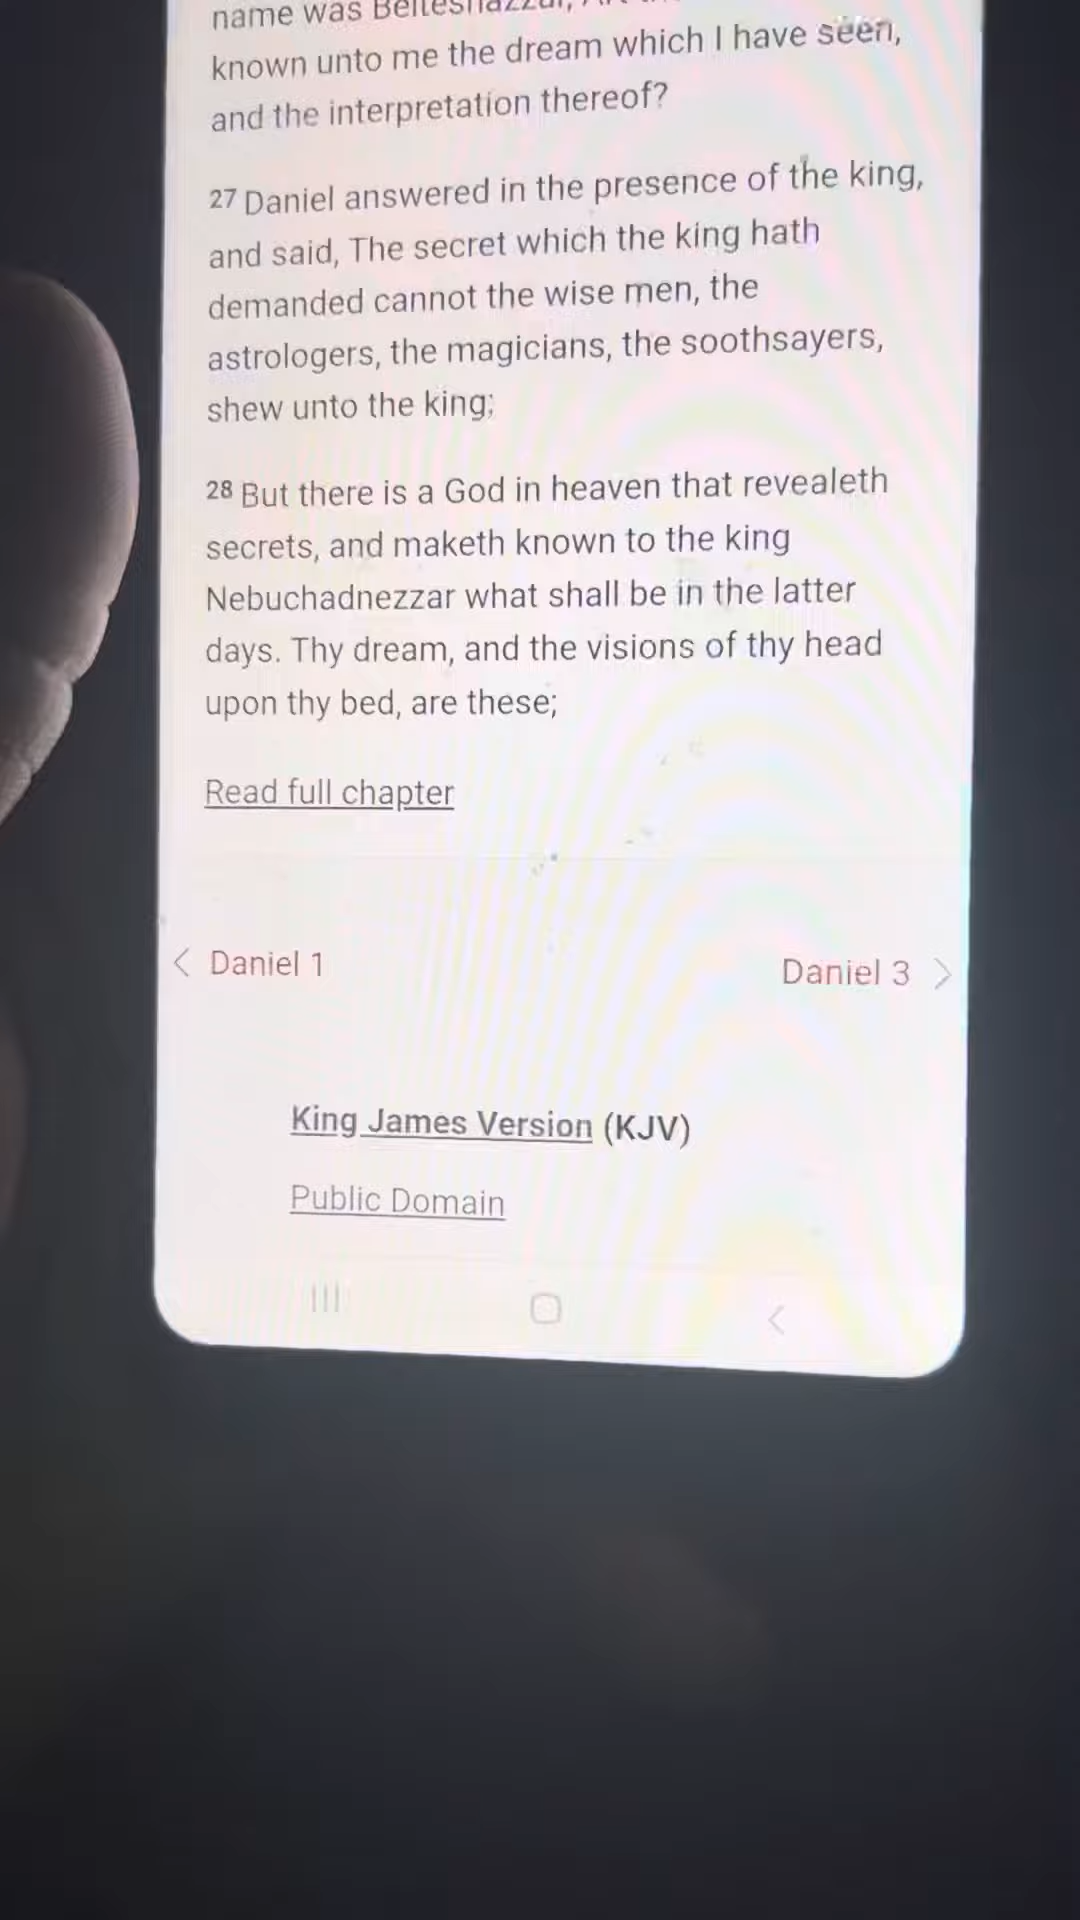 name was Belteshazzar,
known unto me the dream which I have seen,
and the interpretation thereof?
27 Daniel answered in the presence of the king,
and said, The secret which the king hath
demanded cannot the wise men, the
astrologers, the magicians, the soothsayers,
shew unto the king;
28 But there is a God in heaven that revealeth
secrets, and maketh known to the king
Nebuchadnezzar what shall be in the latter
days. Thy dream, and the visions of thy head
upon thy bed, are these;
Read full chapter
Daniel 1
Daniel 3
King James Version (KJV)
Public Domain